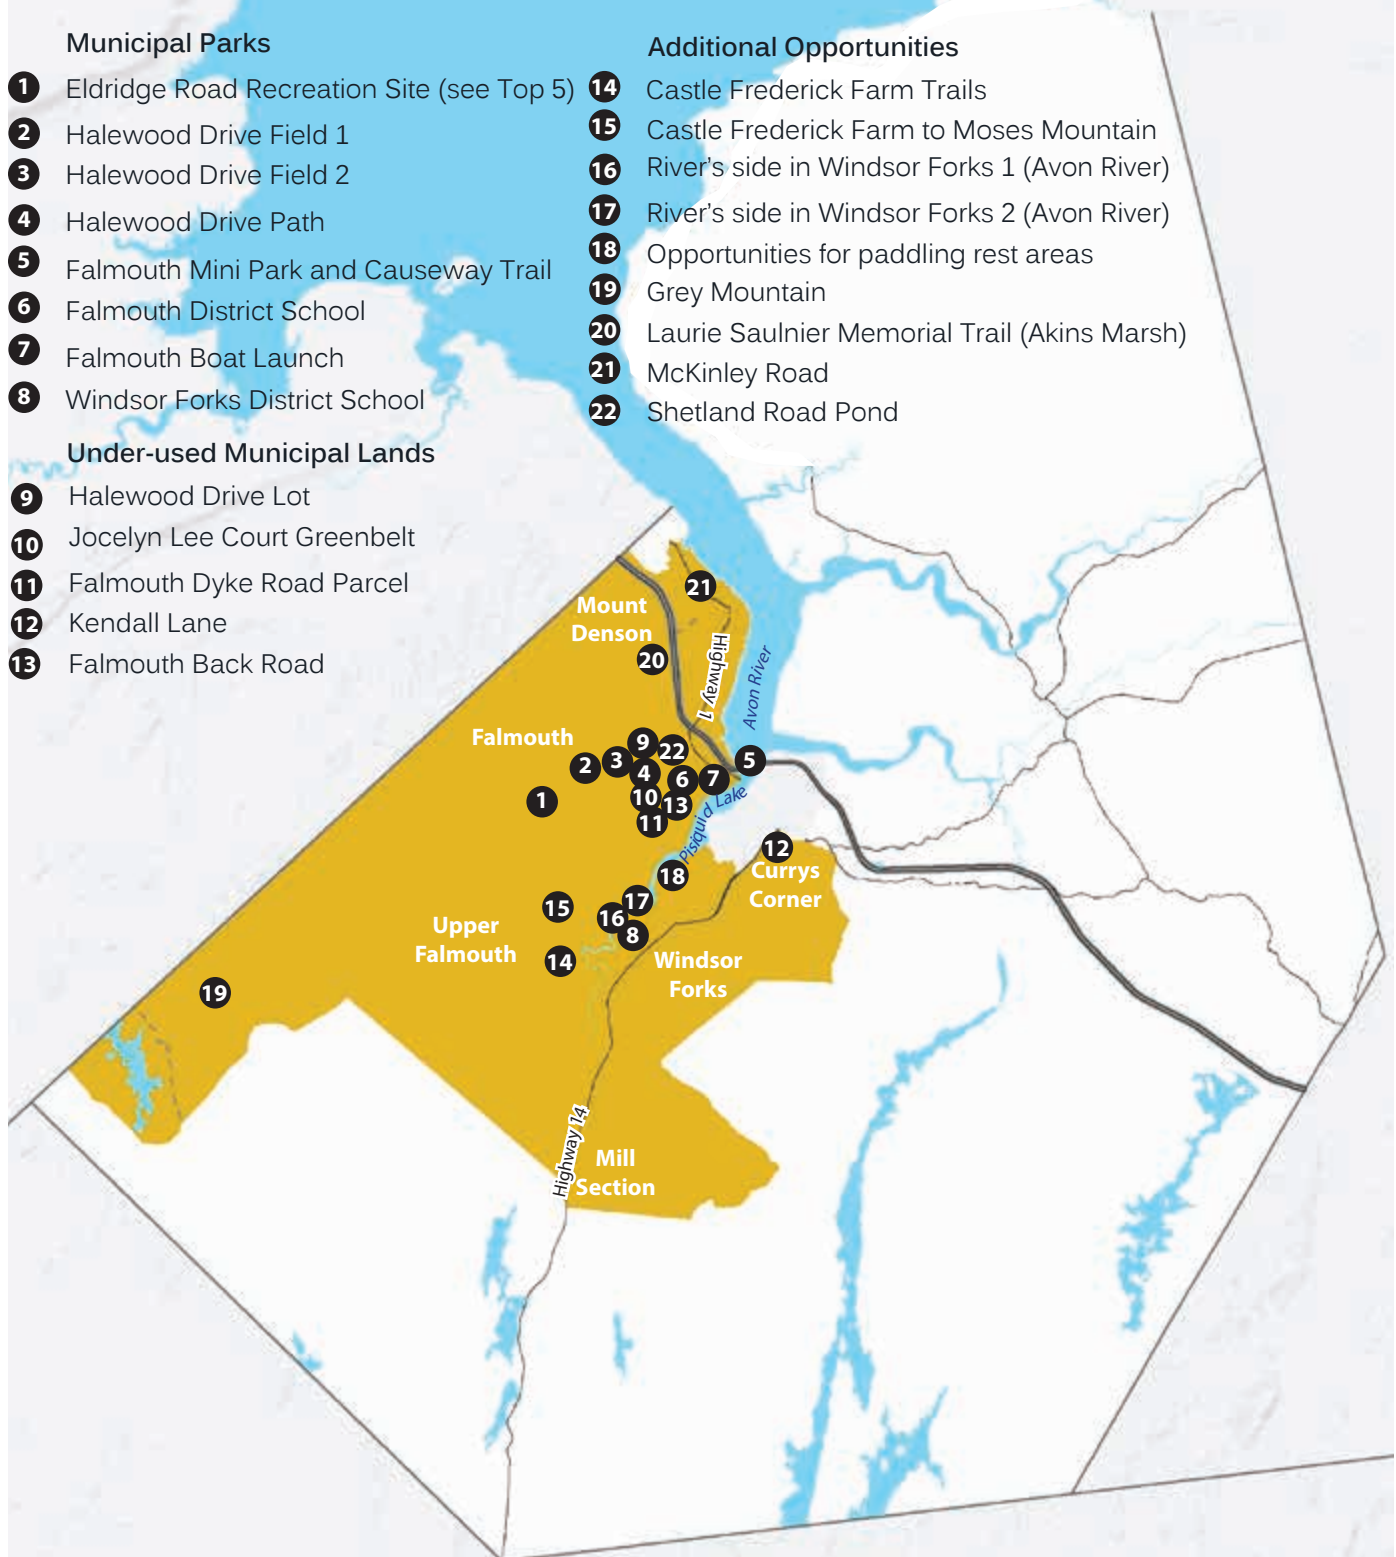 Municipal Parks
1 Eldridge Road Recreation Site (see Top 5)
2 Halewood Drive Field 1
3 Halewood Drive Field 2
4 Halewood Drive Path
5 Falmouth Mini Park and Causeway Trail
6 Falmouth District School
7 Falmouth Boat Launch
8 Windsor Forks District School
Under-used Municipal Lands
9 Halewood Drive Lot
10 Jocelyn Lee Court Greenbelt
11 Falmouth Dyke Road Parcel
12 Kendall Lane
13 Falmouth Back Road
Additional Opportunities
14 Castle Frederick Farm Trails
15 Castle Frederick Farm to Moses Mountain
16 River's side in Windsor Forks 1 (Avon River)
17 River's side in Windsor Forks 2 (Avon River)
18 Opportunities for paddling rest areas
19 Grey Mountain
20 Laurie Saulnier Memorial Trail (Akins Marsh)
21 McKinley Road
22 Shetland Road Pond
21
Mount
Denson
20
Highway 1
Avon River
Falmouth
9
22
2
3
4
5
6
7
1
10
13
11
Pisiquid Lake
12
Currys
Corner
18
17
15
16
8
Upper
Falmouth
14
Windsor
Forks
19
Highway 14
Mill
Section